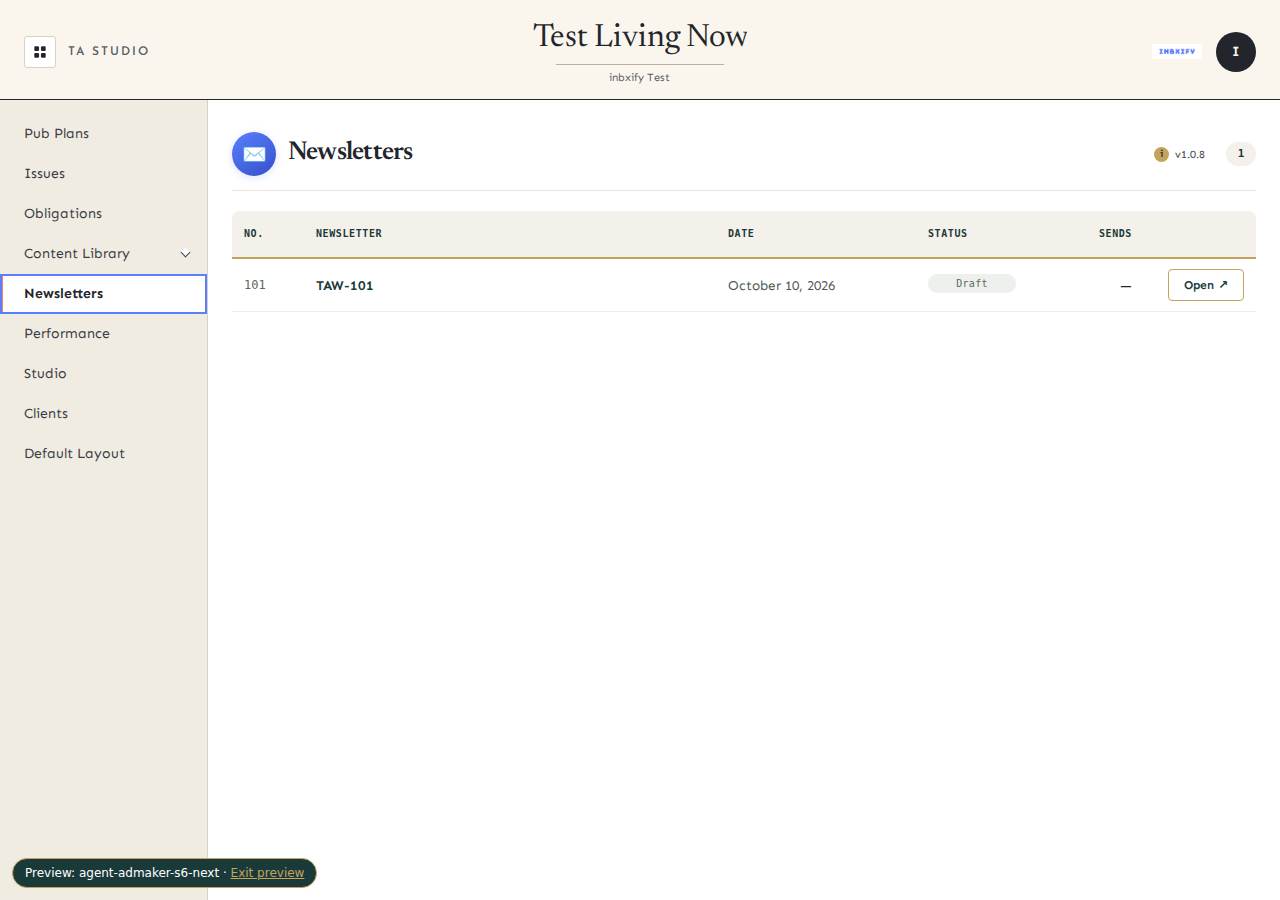 TA STUDIO
Test Living Now
inbxify Test
INBXIFY
I
Pub Plans
Issues
Obligations
Content Library
Newsletters
Performance
Studio
Clients
Default Layout
Newsletters
i v1.0.8 1
NO. NEWSLETTER DATE STATUS SENDS
101 TAW-101 October 10, 2026 Draft — Open ↗
Preview: agent-admaker-s6-next · Exit preview